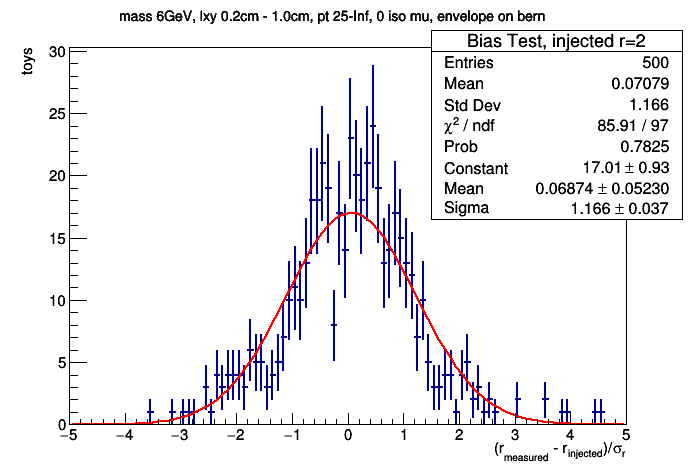 mass 6GeV, lxy 0.2cm - 1.0cm, pt 25-Inf, 0 iso mu, envelope on bern
Bias Test, injected r=2
Entries 500
Mean 0.07079
Std Dev 1.166
χ² / ndf 85.91 / 97
Prob 0.7825
Constant 17.01 ± 0.93
Mean 0.06874 ± 0.05230
Sigma 1.166 ± 0.037
toys
30
25
20
15
10
5
0
−5 −4 −3 −2 −1 0 1 2 3 4 5
(r_measured - r_injected)/σ_r